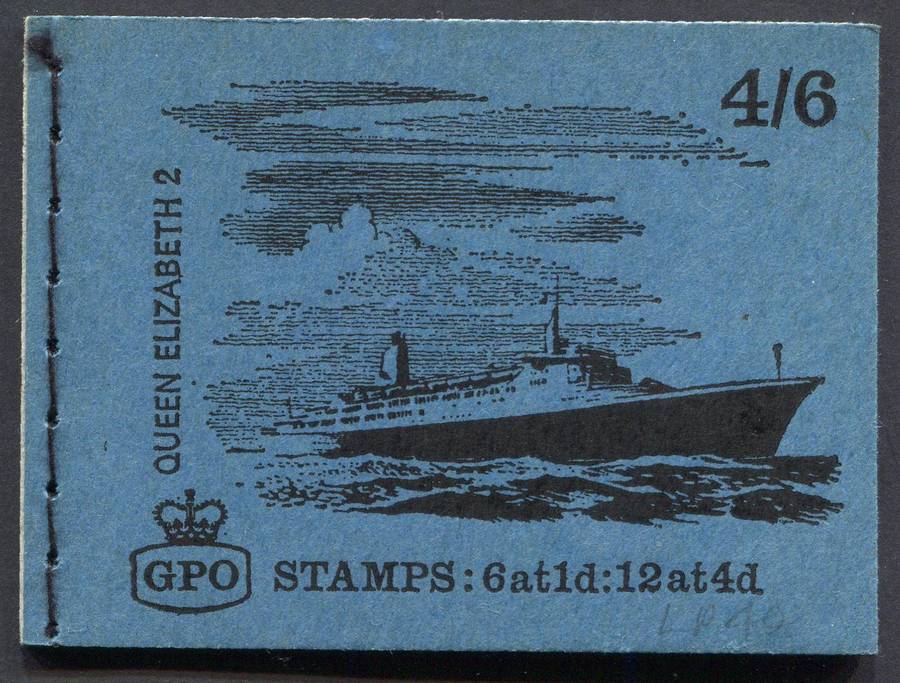 4/6
QUEEN ELIZABETH 2
GPO STAMPS:6at1d:12at4d